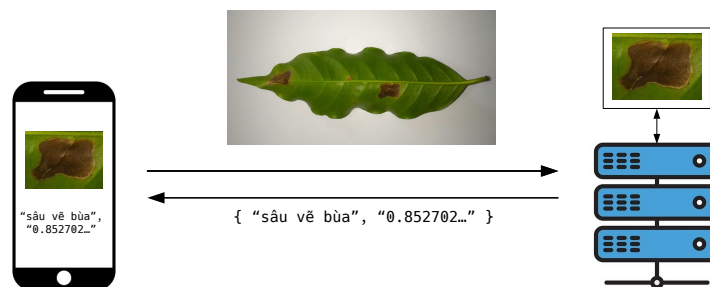 “sâu vẽ bùa”,
“0.852702…”
{ “sâu vẽ bùa”, “0.852702…” }